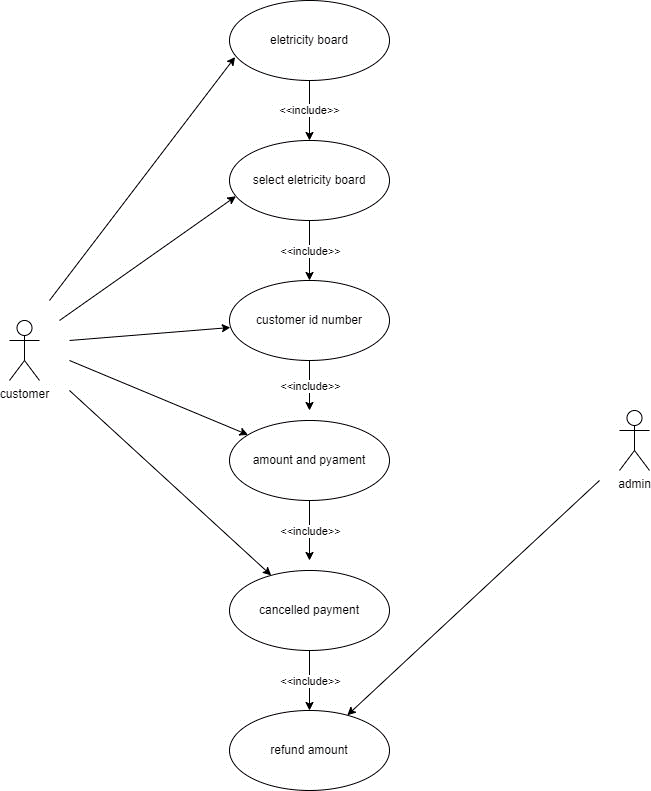 eletricity board
<<include>>
select eletricity board
<<include>>
customer id number
<<include>>
customer
amount and pyament
admin
<<include>>
cancelled payment
<<include>>
refund amount